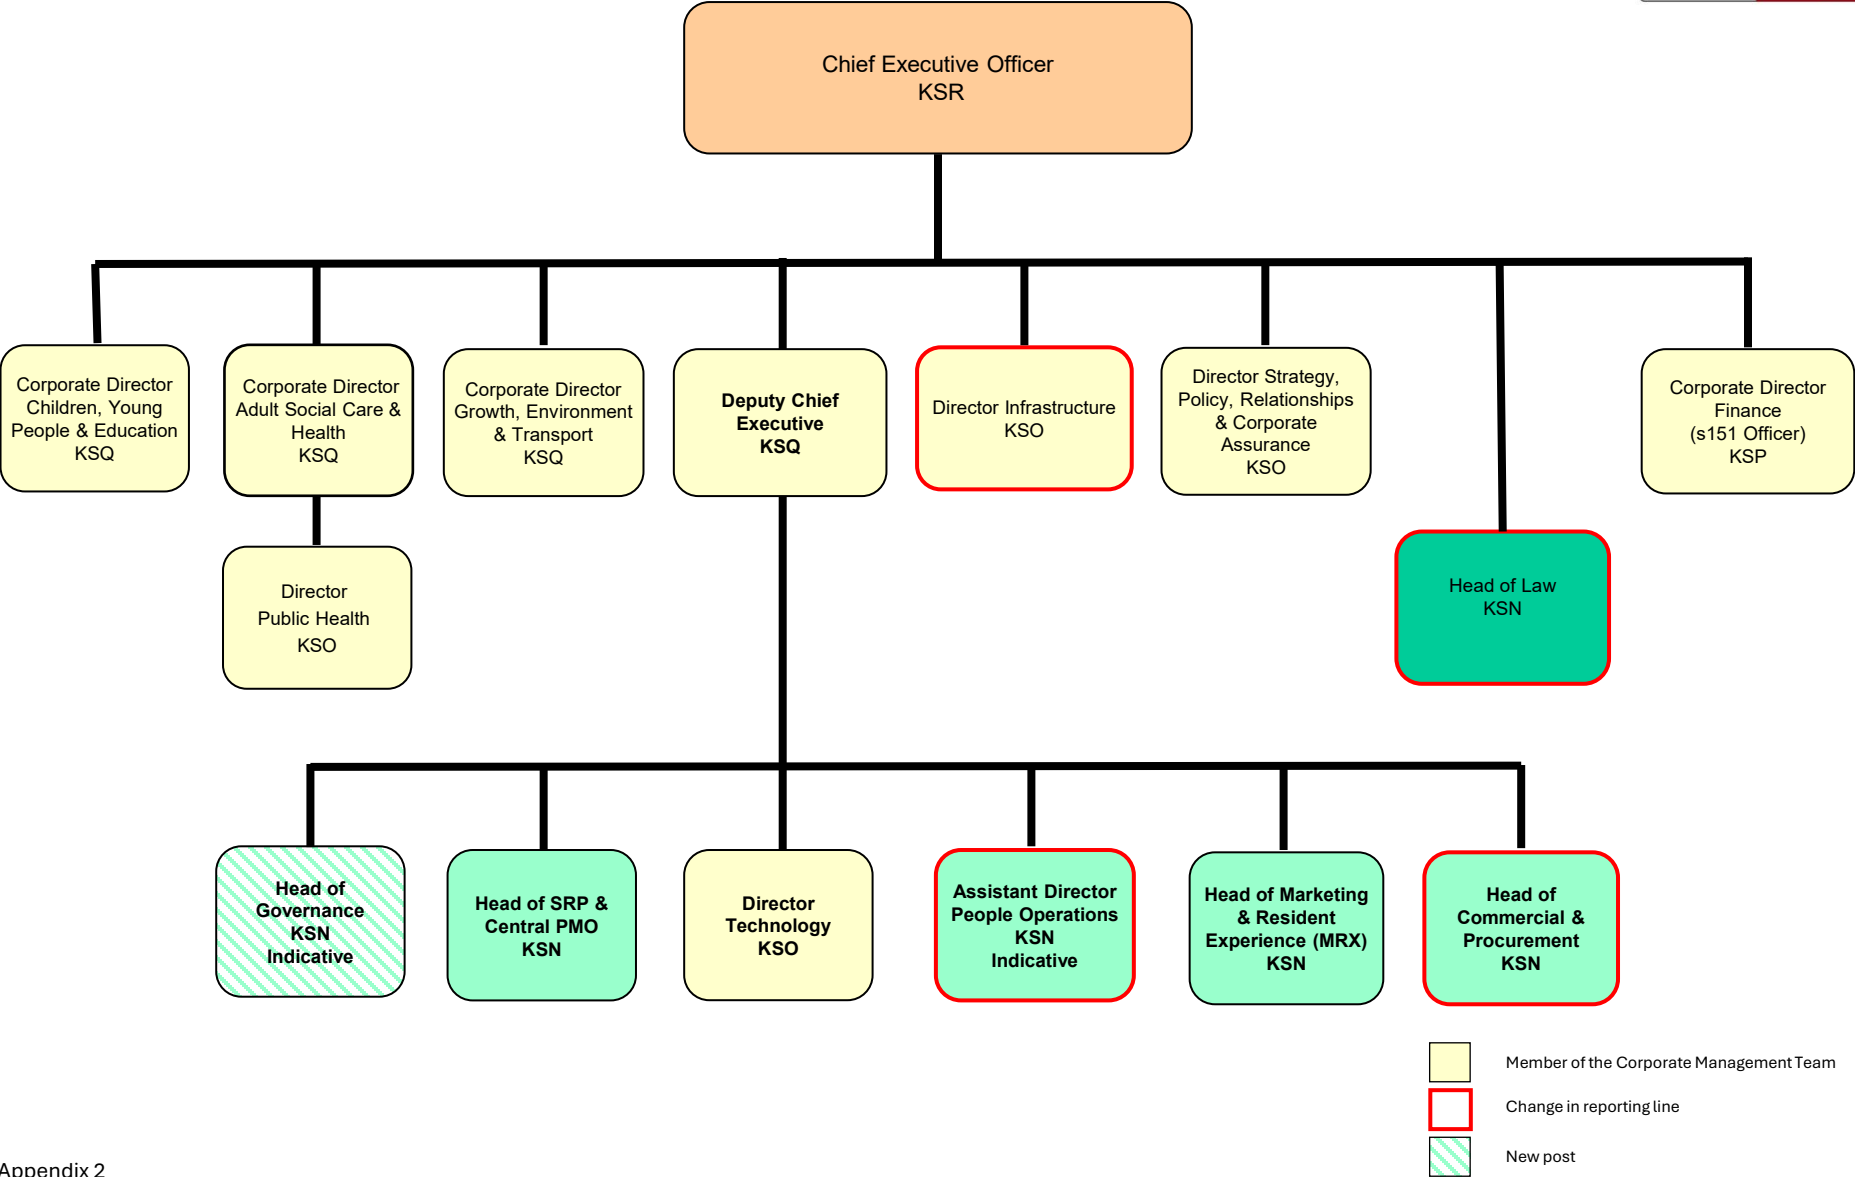 Chief Executive Officer
KSR
Corporate Director
Children, Young
People & Education
KSQ
Corporate Director
Adult Social Care &
Health
KSQ
Corporate Director
Growth, Environment
& Transport
KSQ
Deputy Chief
Executive
KSQ
Director Infrastructure
KSO
Director Strategy,
Policy, Relationships
& Corporate
Assurance
KSO
Corporate Director
Finance
(s151 Officer)
KSP
Director
Public Health
KSO
Head of Law
KSN
Head of
Governance
KSN
Indicative
Head of SRP &
Central PMO
KSN
Director
Technology
KSO
Assistant Director
People Operations
KSN
Indicative
Head of Marketing
& Resident
Experience (MRX)
KSN
Head of
Commercial &
Procurement
KSN
Member of the Corporate Management Team
Change in reporting line
New post
Appendix 2